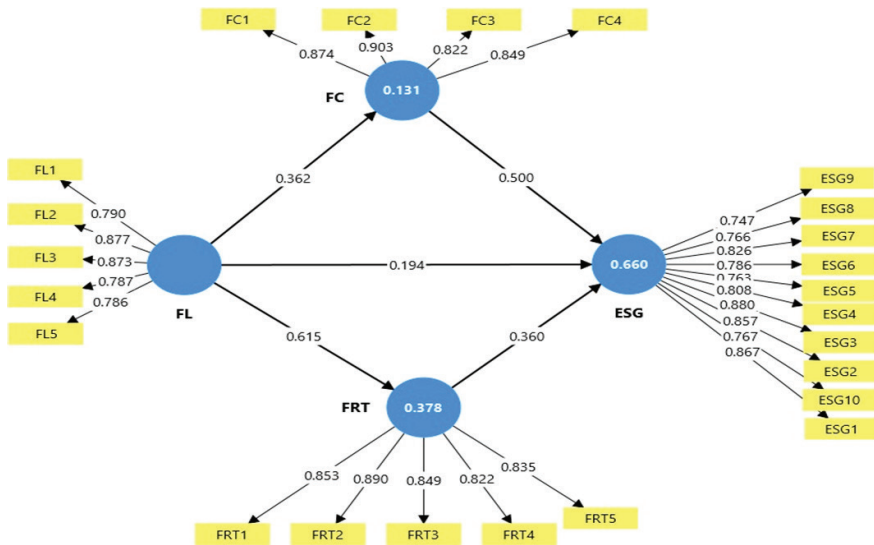 FC1
FC2
FC3
FC4
0.874
0.903
0.822
0.849
0.131
FC
FL1
FL2
FL3
FL4
FL5
0.790
0.877
0.873
0.787
0.786
FL
0.362
0.500
0.194
0.615
0.360
0.660
ESG
ESG9
ESG8
ESG7
ESG6
ESG5
ESG4
ESG3
ESG2
ESG10
ESG1
0.747
0.766
0.826
0.786
0.763
0.808
0.880
0.857
0.767
0.867
FRT
0.378
0.853
0.890
0.849
0.822
0.835
FRT1
FRT2
FRT3
FRT4
FRT5